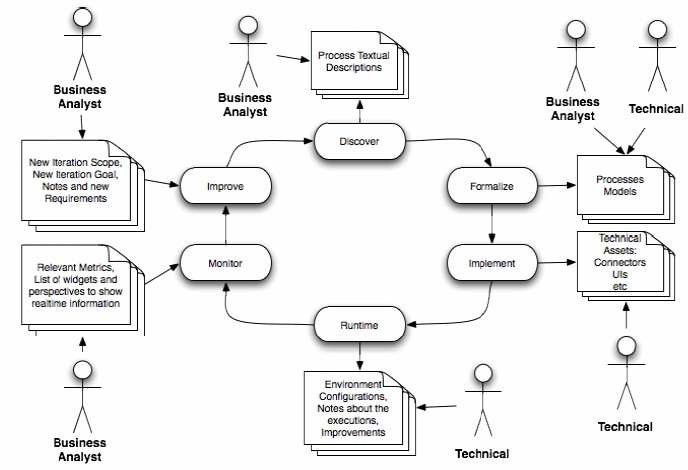 Business
Analyst
Business
Analyst
Process Textual
Descriptions
Business
Analyst
Technical
Discover
New Iteration Scope,
New Iteration Goal,
Notes and new
Requirements
Improve
Formalize
Processes
Models
Relevant Metrics,
List of widgets and
perspectives to show
realtime information
Monitor
Implement
Technical
Assets:
Connectors
UIs
etc
Runtime
Environment
Configurations,
Notes about the
executions,
Improvements
Business
Analyst
Technical
Technical